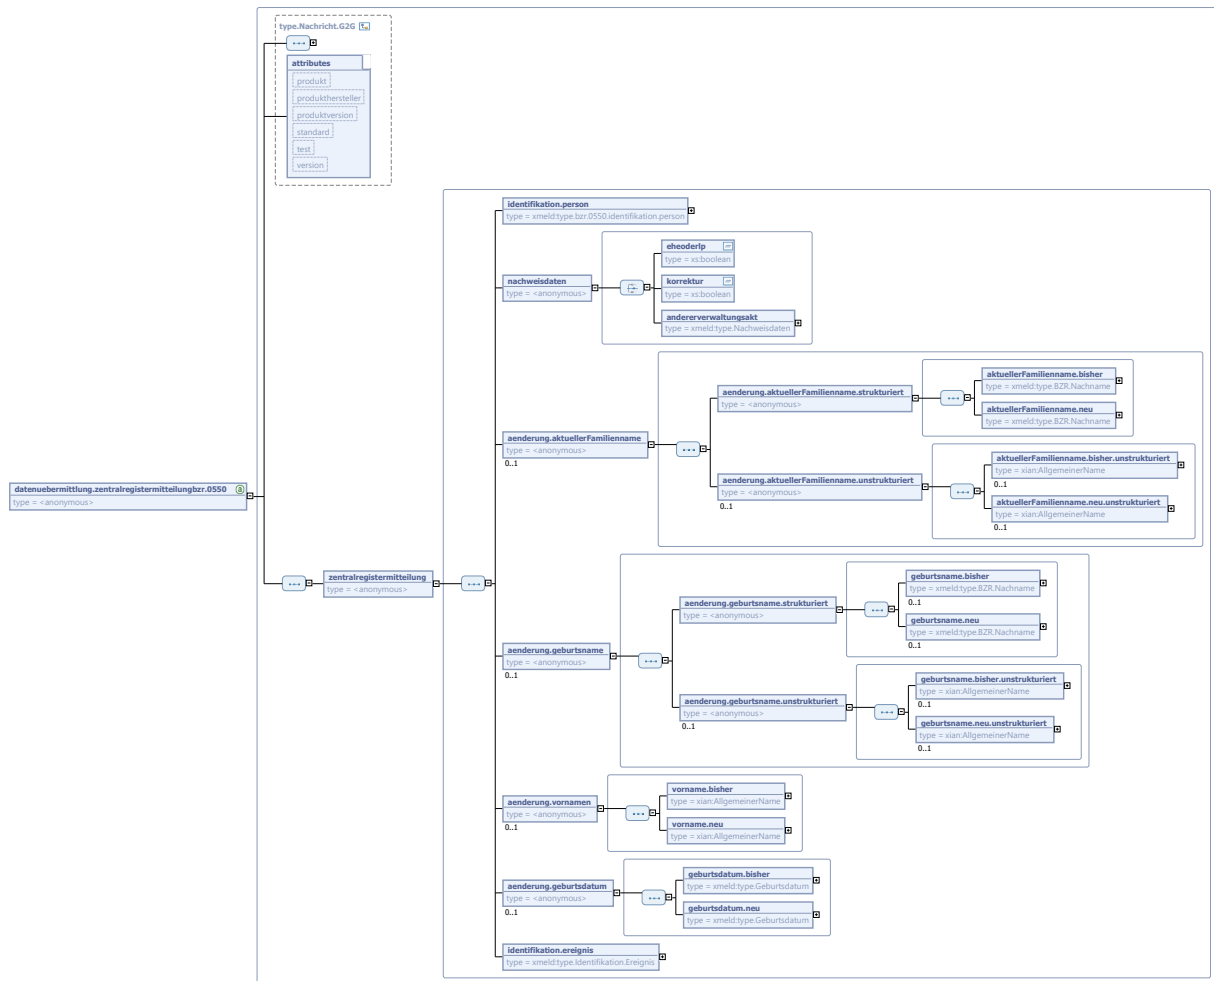 type.Nachricht.G2G
attributes
produkt
produkthersteller
produktversion
standard
test
version
identifikation.person
type = xmeld:type.bzr.0550.identifikation.person
nachweisdaten
type = <anonymous>
eheoderlp
type = xs:boolean
korrektur
type = xs:boolean
andererverwaltungsakt
type = xmeld:type.Nachweisdaten
aenderung.aktuellerFamilienname
type = <anonymous>
0..1
aenderung.aktuellerFamilienname.strukturiert
type = <anonymous>
aktuellerFamilienname.bisher
type = xmeld:type.BZR.Nachname
aktuellerFamilienname.neu
type = xmeld:type.BZR.Nachname
aenderung.aktuellerFamilienname.unstrukturiert
type = <anonymous>
0..1
aktuellerFamilienname.bisher.unstrukturiert
type = xian:AllgemeinerName
0..1
aktuellerFamilienname.neu.unstrukturiert
type = xian:AllgemeinerName
0..1
datenuebermittlung.zentralregistermitteilungbzr.0550
type = <anonymous>
zentralregistermitteilung
type = <anonymous>
aenderung.geburtsname
type = <anonymous>
0..1
aenderung.geburtsname.strukturiert
type = <anonymous>
geburtsname.bisher
type = xmeld:type.BZR.Nachname
0..1
geburtsname.neu
type = xmeld:type.BZR.Nachname
0..1
aenderung.geburtsname.unstrukturiert
type = <anonymous>
0..1
geburtsname.bisher.unstrukturiert
type = xian:AllgemeinerName
0..1
geburtsname.neu.unstrukturiert
type = xian:AllgemeinerName
0..1
aenderung.vornamen
type = <anonymous>
0..1
vorname.bisher
type = xian:AllgemeinerName
vorname.neu
type = xian:AllgemeinerName
aenderung.geburtsdatum
type = <anonymous>
0..1
geburtsdatum.bisher
type = xmeld:type.Geburtsdatum
geburtsdatum.neu
type = xmeld:type.Geburtsdatum
identifikation.ereignis
type = xmeld:type.Identifikation.Ereignis